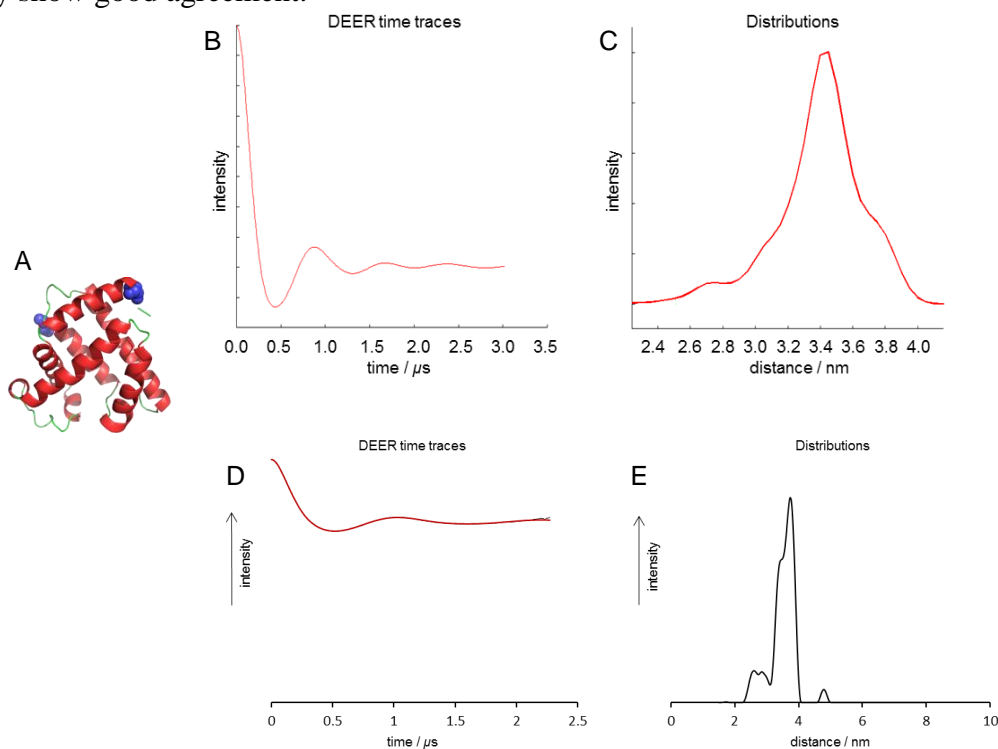 y show good agreement.
DEER time traces
Distributions
B
C
intensity
intensity
0.0 0.5 1.0 1.5 2.0 2.5 3.0 3.5
time / µs
2.4 2.6 2.8 3.0 3.2 3.4 3.6 3.8 4.0
distance / nm
A
DEER time traces
Distributions
D
E
intensity
intensity
0 0.5 1 1.5 2 2.5
time / µs
0 2 4 6 8 10
distance / nm